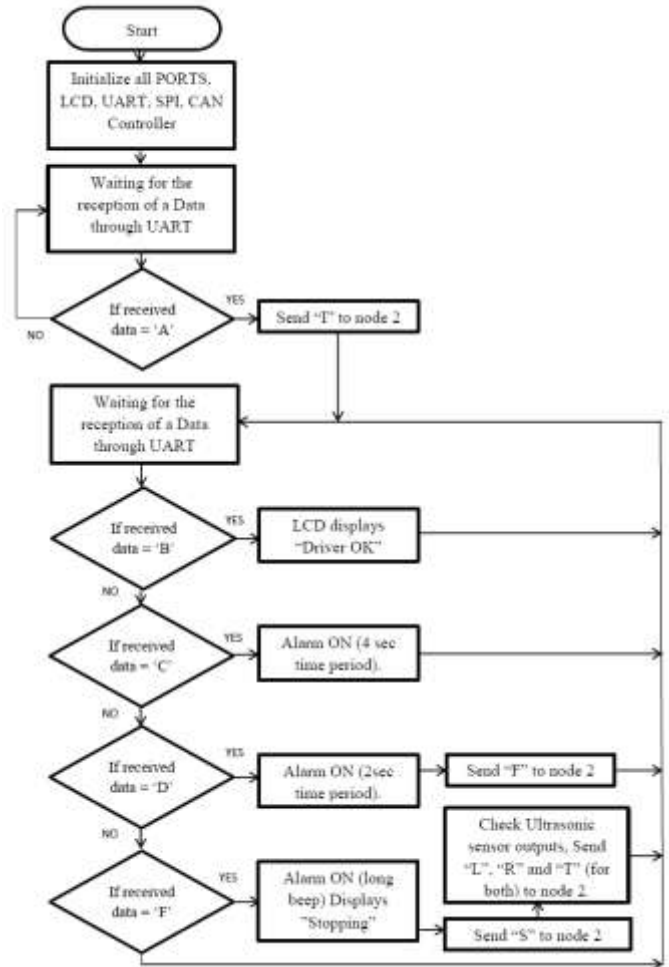 Start
Initialize all PORTS,
LCD, UART, SPI, CAN
Controller
Waiting for the
reception of a Data
through UART
If received
data = ‘A’
YES
NO
Send “I” to node 2
Waiting for the
reception of a Data
through UART
If received
data = ‘B’
YES
LCD displays
“Driver OK”
NO
If received
data = ‘C’
YES
Alarm ON (4 sec
time period).
NO
If received
data = ‘D’
YES
Alarm ON (2sec
time period).
Send “F” to node 2
NO
If received
data = ‘F’
YES
Alarm ON (long
beep) Displays
”Stopping”
Send “S” to node 2
Check Ultrasonic
sensor outputs, Send
“L”, “R” and “T” (for
both) to node 2